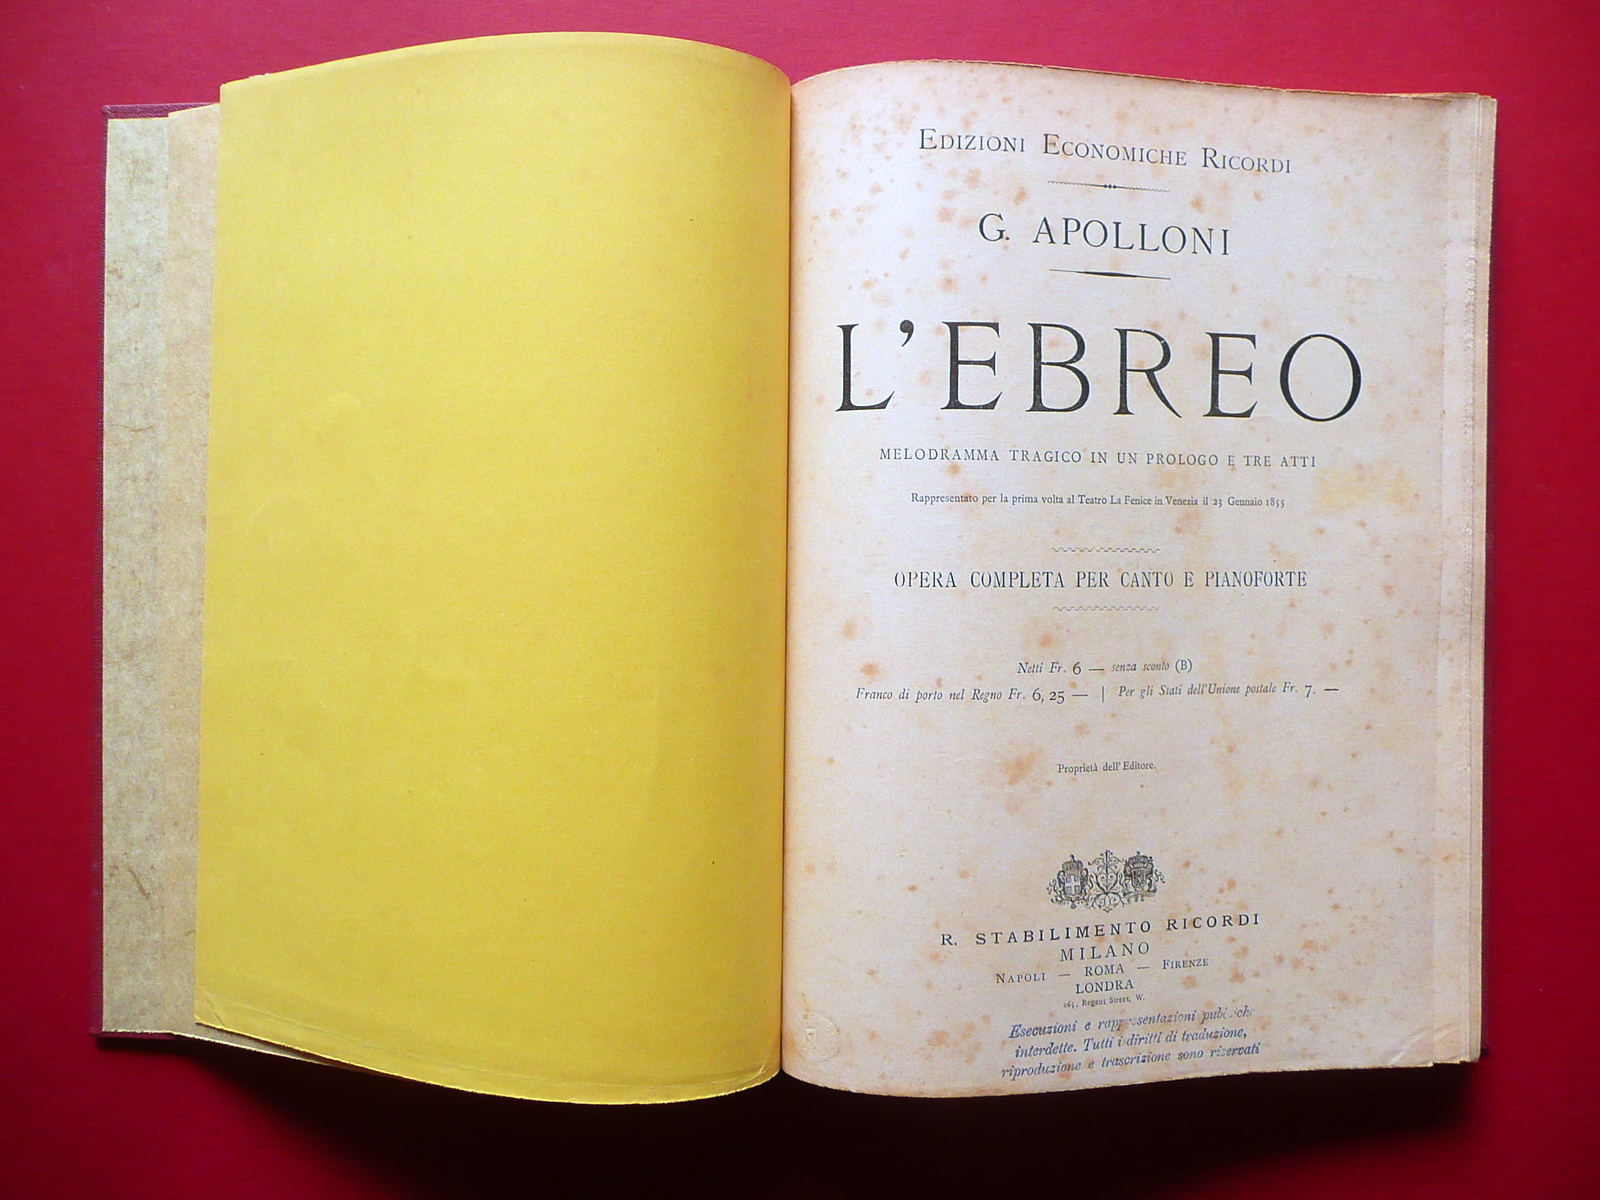 Edizioni Economiche Ricordi
G. APOLLONI
L'EBREO
MELODRAMMA TRAGICO IN UN PROLOGO E TRE ATTI
Rappresentato per la prima volta al Teatro La Fenice in Venezia il 23 Gennaio 1855
OPERA COMPLETA PER CANTO E PIANOFORTE
Netti Fr. 6 — senza sconto (B)
Franco di porto nel Regno Fr. 6,25 — | Per gli Stati dell'Unione postale Fr. 7. —
Proprietà dell'Editore.
R. STABILIMENTO RICORDI
MILANO
Napoli — ROMA — Firenze
LONDRA
265, Regent Street, W.
Esecuzioni e rappresentazioni
interdette. Tutti i diritti di traduzione,
riproduzione e trascrizione sono riservati